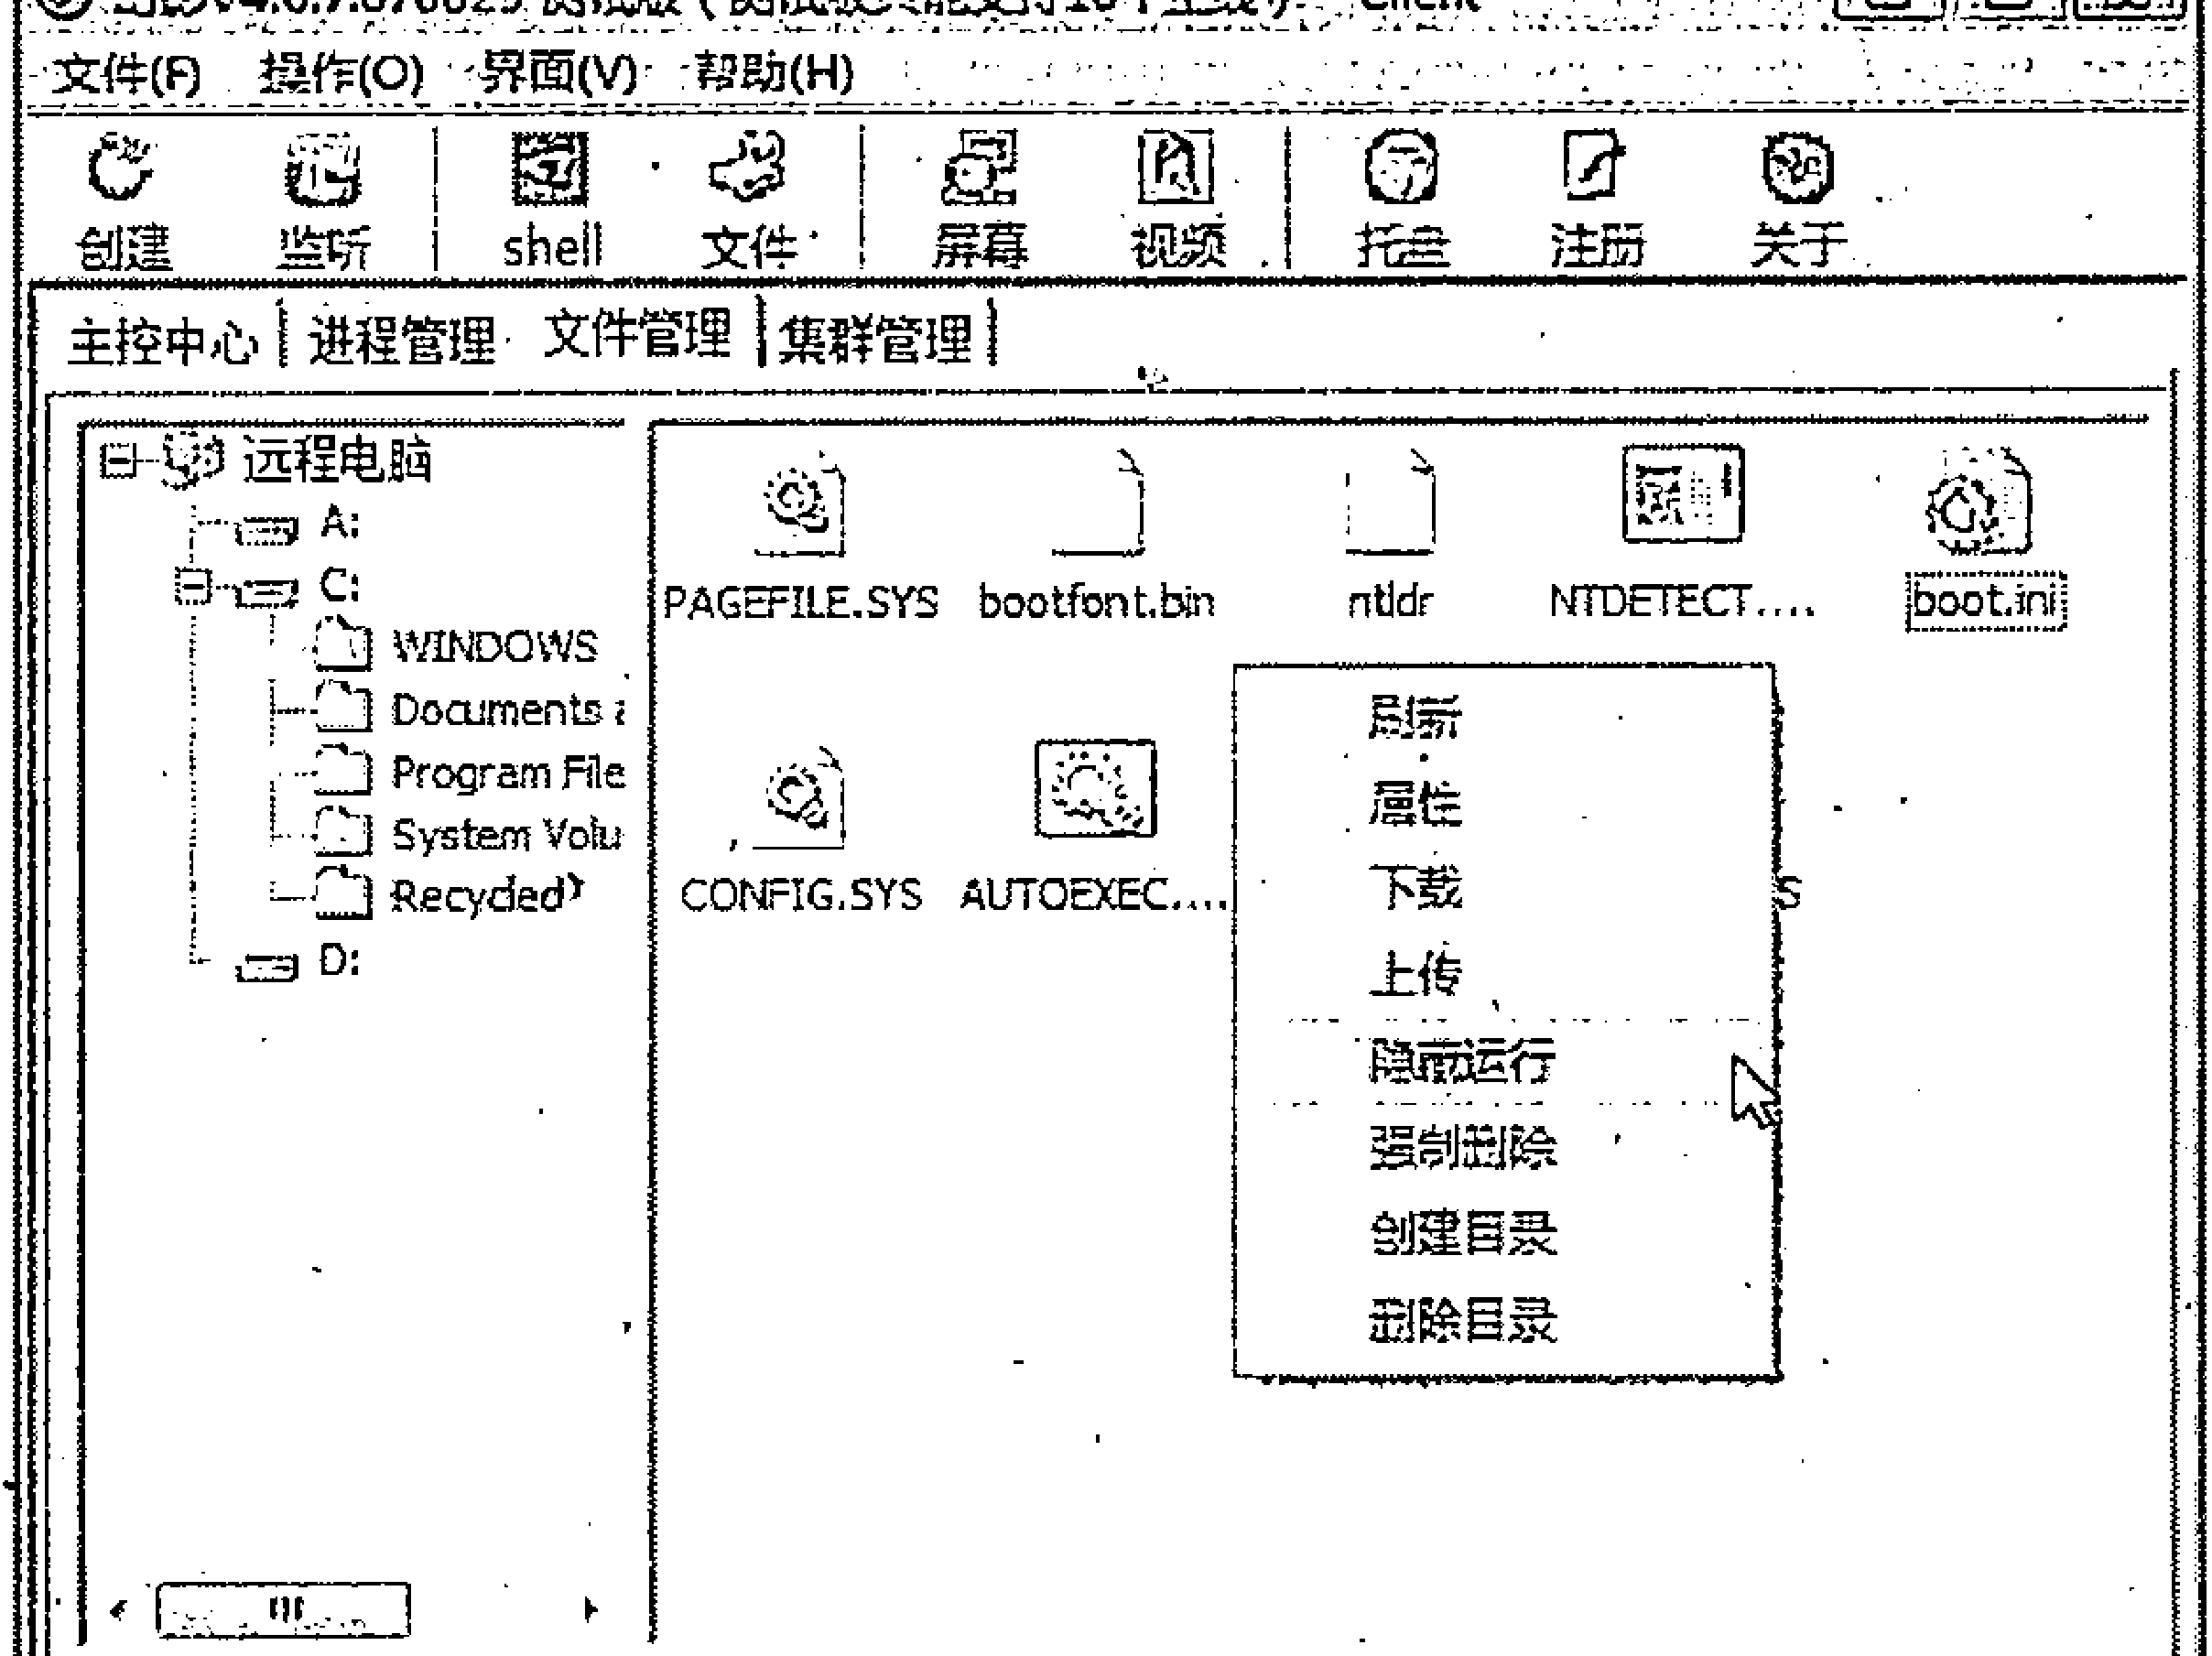 文件(F) 操作(O) 界面(V) 帮助(H)
创建 监听 shell 文件 屏幕 视频 托盘 注册 关于
主控中心 进程管理 文件管理 集群管理
远程电脑
A:
C:
WINDOWS
Documents a
Program File
System Volu
Recycled
D:
PAGEFILE.SYS bootfont.bin ntldr NTDETECT.... boot.ini
CONFIG.SYS AUTOEXEC.... S
刷新
属性
下载
上传
隐蔽运行
强制删除
创建目录
删除目录